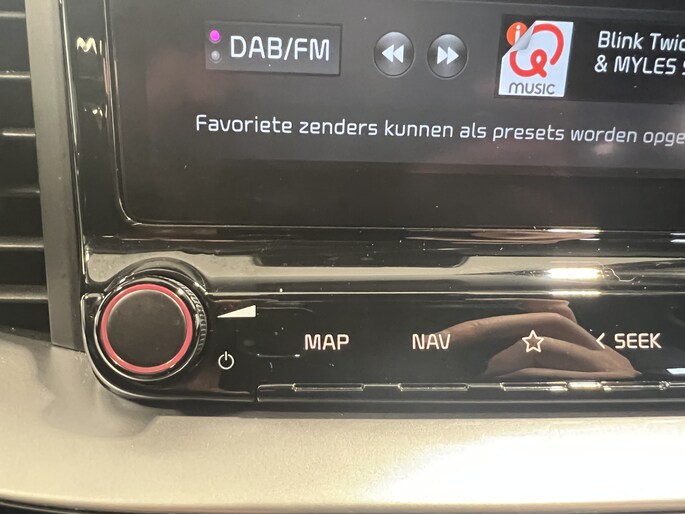 DAB/FM
i
Q
MUSIC
Blink Twic
& MYLES S
Favoriete zenders kunnen als presets worden opge
MAP
NAV
< SEEK